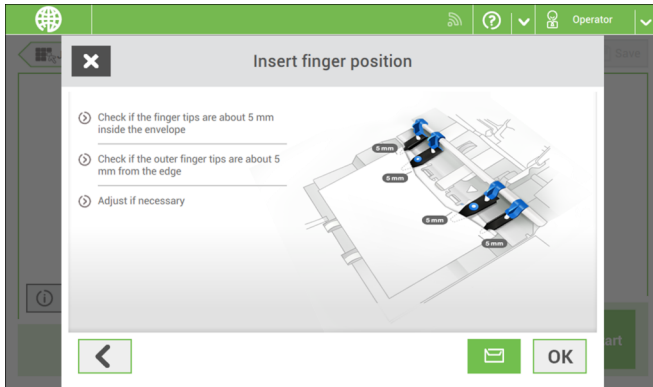 Operator
Save
Insert finger position
Check if the finger tips are about 5 mm
inside the envelope
Check if the outer finger tips are about 5
mm from the edge
Adjust if necessary
5 mm
5 mm
5 mm
5 mm
OK
art